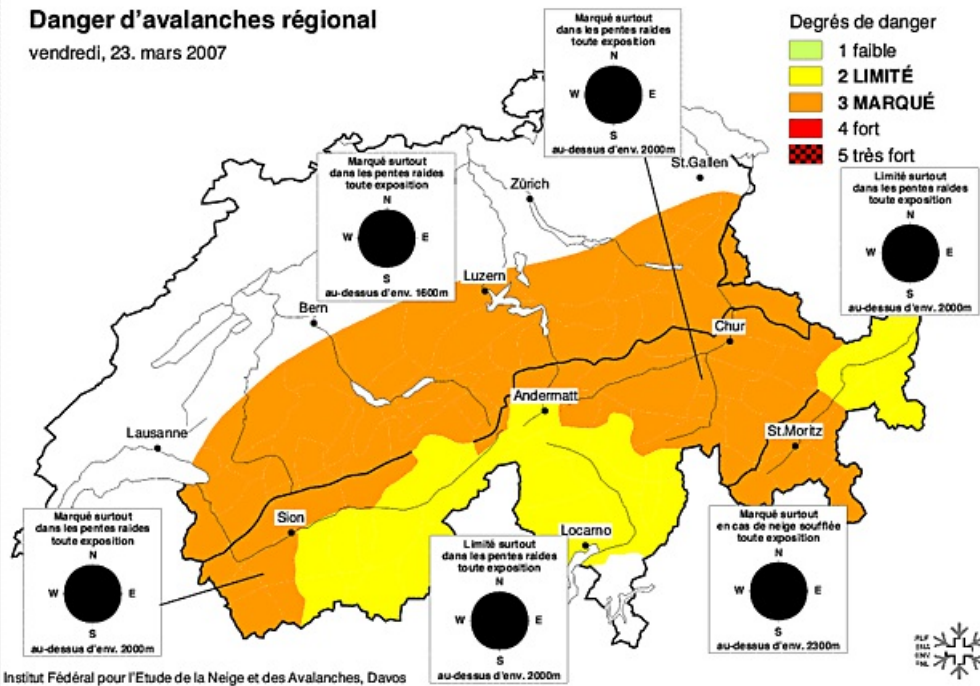 Danger d'avalanches régional
vendredi, 23. mars 2007
Degrés de danger
1 faible
2 LIMITÉ
3 MARQUÉ
4 fort
5 très fort
Marqué surtout
dans les pentes raides
toute exposition
N
W E
S
au-dessus d'env. 2000m
Marqué surtout
dans les pentes raides
toute exposition
N
W E
S
au-dessus d'env. 1600m
Limité surtout
dans les pentes raides
toute exposition
N
W E
S
au-dessus d'env. 2000m
St.Gallen
Zürich
Luzern
Bern
Chur
Andermatt
Lausanne
St.Moritz
Sion
Locarno
Marqué surtout
dans les pentes raides
toute exposition
N
W E
S
au-dessus d'env. 2000m
Limité surtout
dans les pentes raides
toute exposition
N
W E
S
au-dessus d'env. 2000m
Marqué surtout
en cas de neige soufflée
toute exposition
N
W E
S
au-dessus d'env. 2300m
Institut Fédéral pour l'Etude de la Neige et des Avalanches, Davos